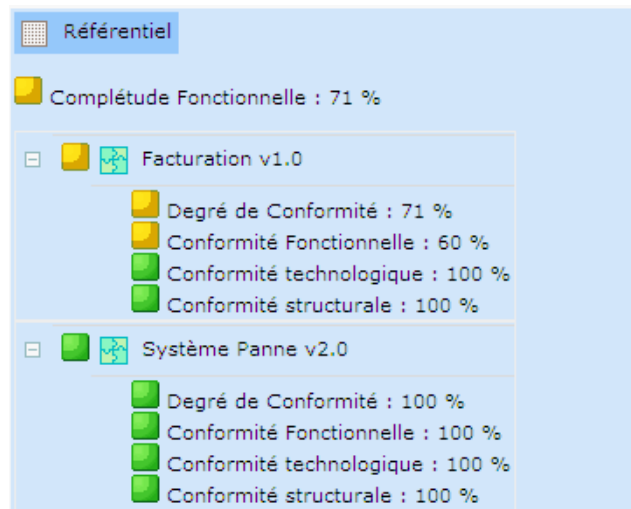 Référentiel
Complétude Fonctionnelle : 71 %
Facturation v1.0
Degré de Conformité : 71 %
Conformité Fonctionnelle : 60 %
Conformité technologique : 100 %
Conformité structurale : 100 %
Système Panne v2.0
Degré de Conformité : 100 %
Conformité Fonctionnelle : 100 %
Conformité technologique : 100 %
Conformité structurale : 100 %